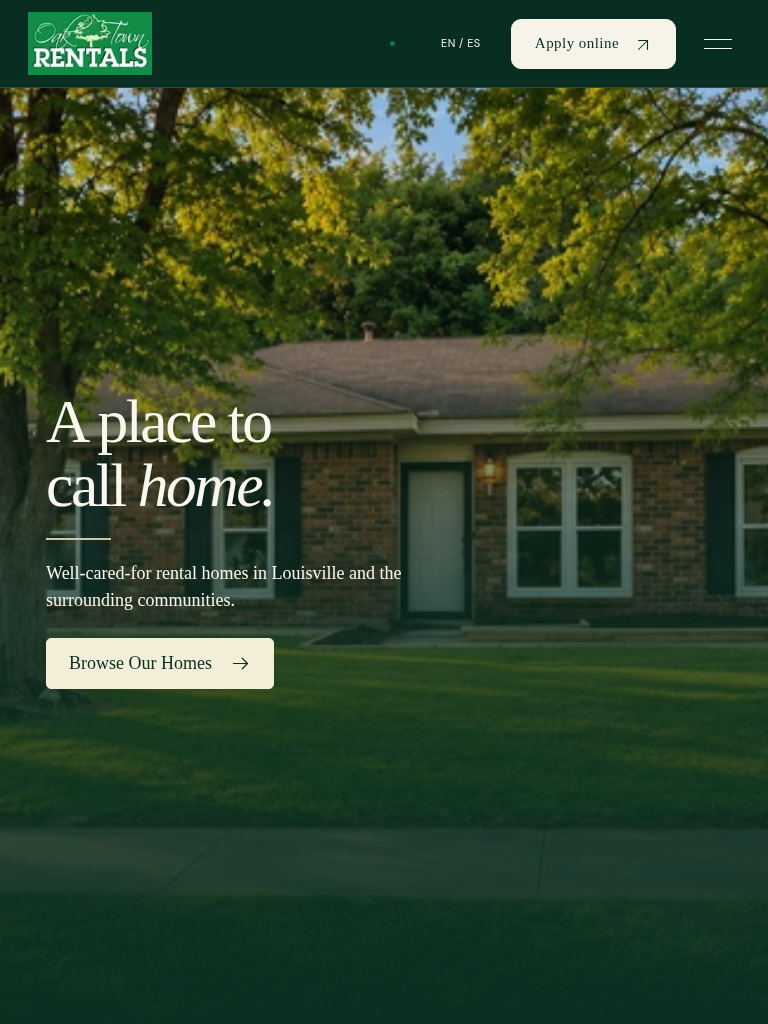 Oak Town
RENTALS
EN / ES
Apply online
A place to
call home.
Well-cared-for rental homes in Louisville and the
surrounding communities.
Browse Our Homes